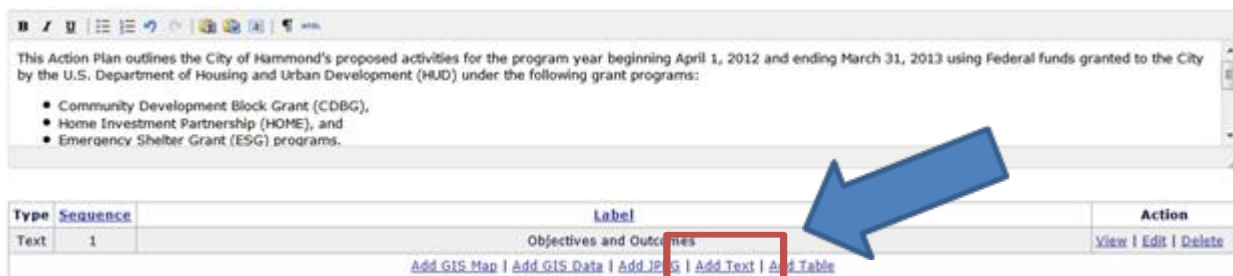 B I U ¶ HTML
This Action Plan outlines the City of Hammond's proposed activities for the program year beginning April 1, 2012 and ending March 31, 2013 using Federal funds granted to the City
by the U.S. Department of Housing and Urban Development (HUD) under the following grant programs:
• Community Development Block Grant (CDBG),
• Home Investment Partnership (HOME), and
• Emergency Shelter Grant (ESG) programs.
Type Sequence Label Action
Text 1 Objectives and Outcomes View | Edit | Delete
Add GIS Map | Add GIS Data | Add JPEG | Add Text | Add Table